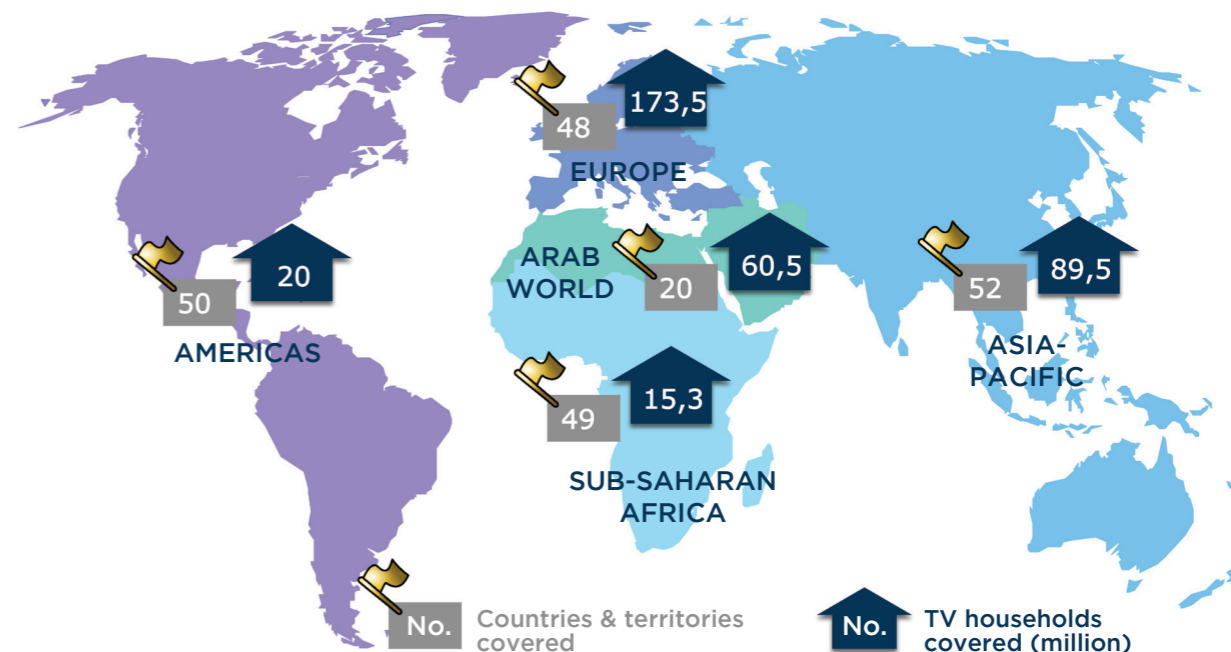 173,5
48
EUROPE
20
50
AMERICAS
ARAB
WORLD
60,5
20
89,5
52
ASIA-
PACIFIC
15,3
49
SUB-SAHARAN
AFRICA
No.
Countries & territories
covered
No.
TV households
covered (million)